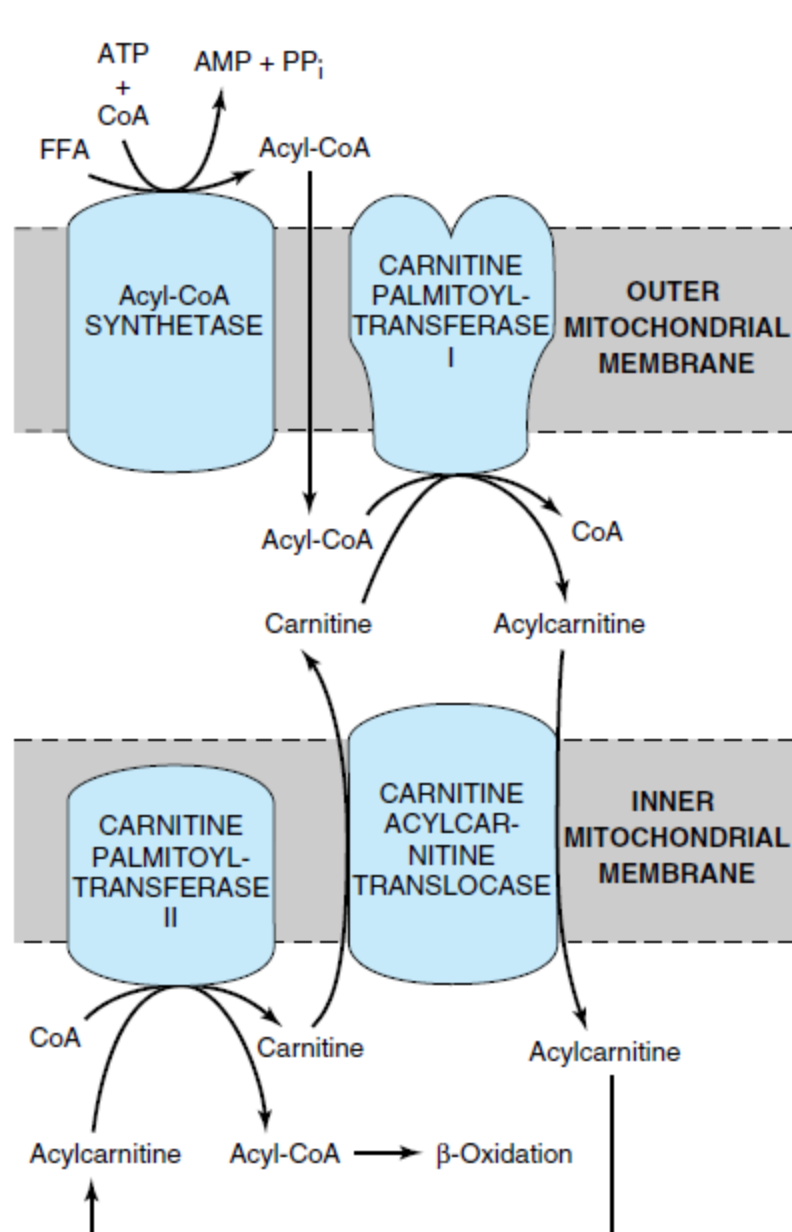 ATP
+
CoA
AMP + PPi
FFA
Acyl-CoA
Acyl-CoA
SYNTHETASE
CARNITINE
PALMITOYL-
TRANSFERASE
I
OUTER
MITOCHONDRIAL
MEMBRANE
Acyl-CoA
CoA
Carnitine
Acylcarnitine
CARNITINE
PALMITOYL-
TRANSFERASE
II
CARNITINE
ACYLCAR-
NITINE
TRANSLOCASE
INNER
MITOCHONDRIAL
MEMBRANE
CoA
Carnitine
Acylcarnitine
Acylcarnitine
Acyl-CoA
β-Oxidation